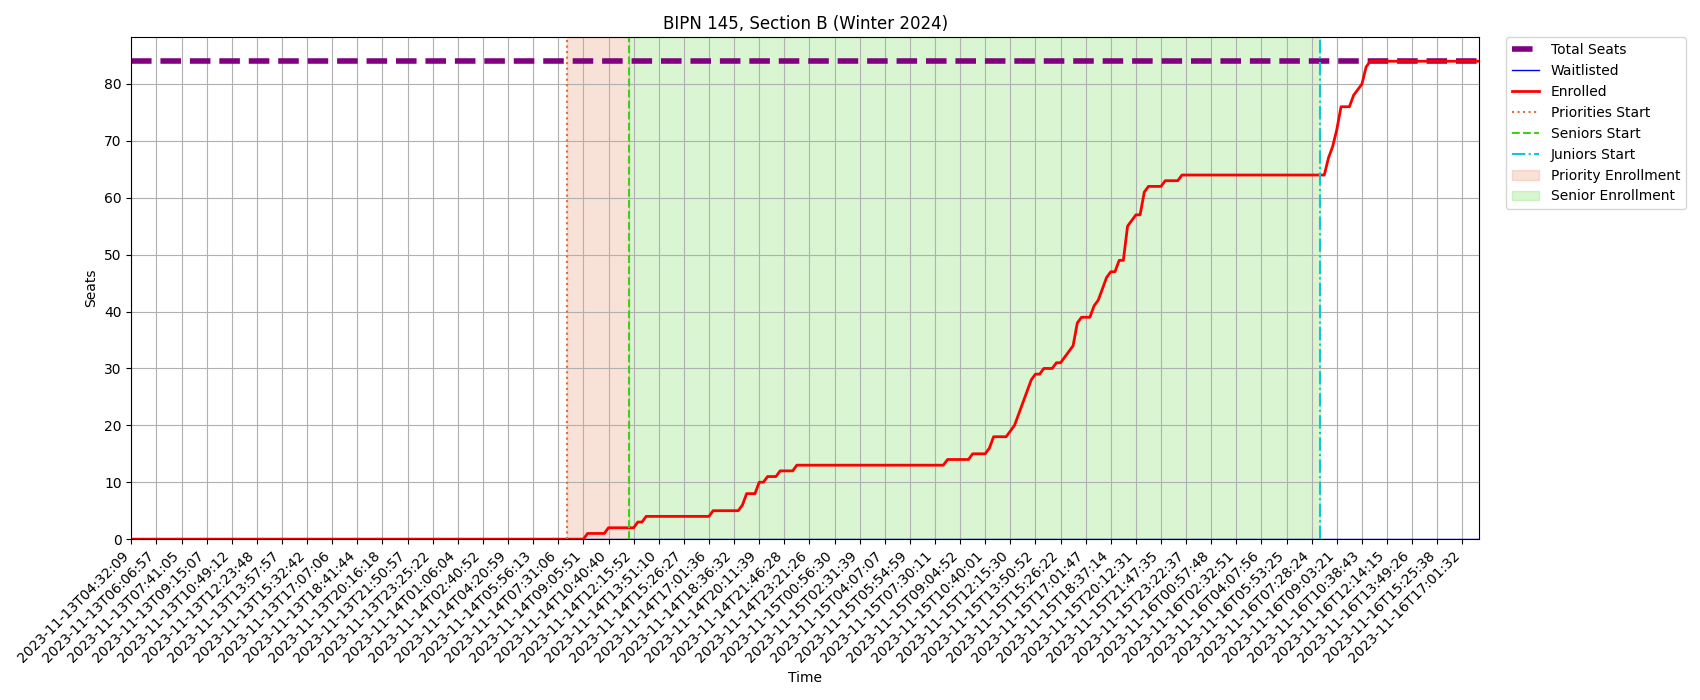 BIPN 145, Section B (Winter 2024)
Total Seats
Waitlisted
Enrolled
Priorities Start
Seniors Start
Juniors Start
Priority Enrollment
Senior Enrollment
Seats
80
70
60
50
40
30
20
10
0
2023-11-13T04:32:09
2023-11-13T06:06:57
2023-11-13T07:41:05
2023-11-13T09:15:07
2023-11-13T10:49:12
2023-11-13T12:23:48
2023-11-13T13:57:57
2023-11-13T15:32:42
2023-11-13T17:07:06
2023-11-13T18:41:44
2023-11-13T20:16:18
2023-11-13T21:50:57
2023-11-13T23:25:22
2023-11-14T01:06:04
2023-11-14T02:40:52
2023-11-14T04:20:59
2023-11-14T05:56:13
2023-11-14T07:31:06
2023-11-14T09:05:51
2023-11-14T10:40:40
2023-11-14T12:15:52
2023-11-14T13:51:10
2023-11-14T15:26:27
2023-11-14T17:01:36
2023-11-14T18:36:32
2023-11-14T20:11:39
2023-11-14T21:46:28
2023-11-14T23:21:26
2023-11-15T00:56:30
2023-11-15T02:31:39
2023-11-15T04:07:07
2023-11-15T05:54:59
2023-11-15T07:30:11
2023-11-15T09:04:52
2023-11-15T10:40:01
2023-11-15T12:15:30
2023-11-15T13:50:52
2023-11-15T15:26:22
2023-11-15T17:01:47
2023-11-15T18:37:14
2023-11-15T20:12:31
2023-11-15T21:47:35
2023-11-15T23:22:37
2023-11-16T00:57:48
2023-11-16T02:32:51
2023-11-16T04:07:56
2023-11-16T05:53:25
2023-11-16T07:28:24
2023-11-16T09:03:21
2023-11-16T10:38:43
2023-11-16T12:14:15
2023-11-16T13:49:26
2023-11-16T15:25:38
2023-11-16T17:01:32
Time